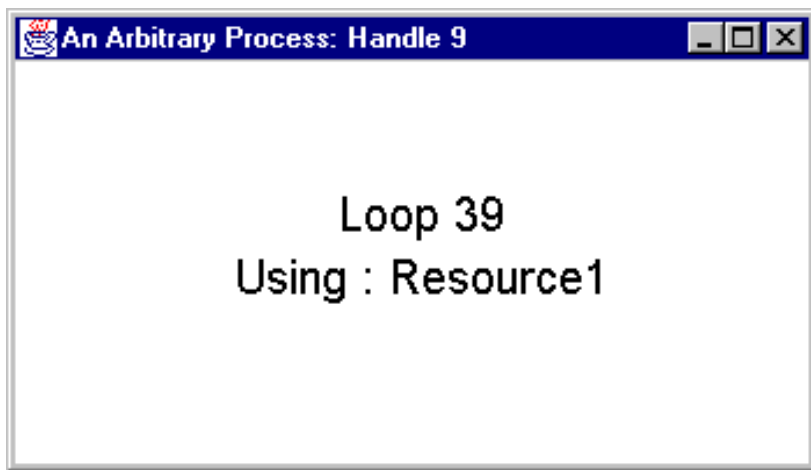 An Arbitrary Process: Handle 9
Loop 39
Using : Resource1